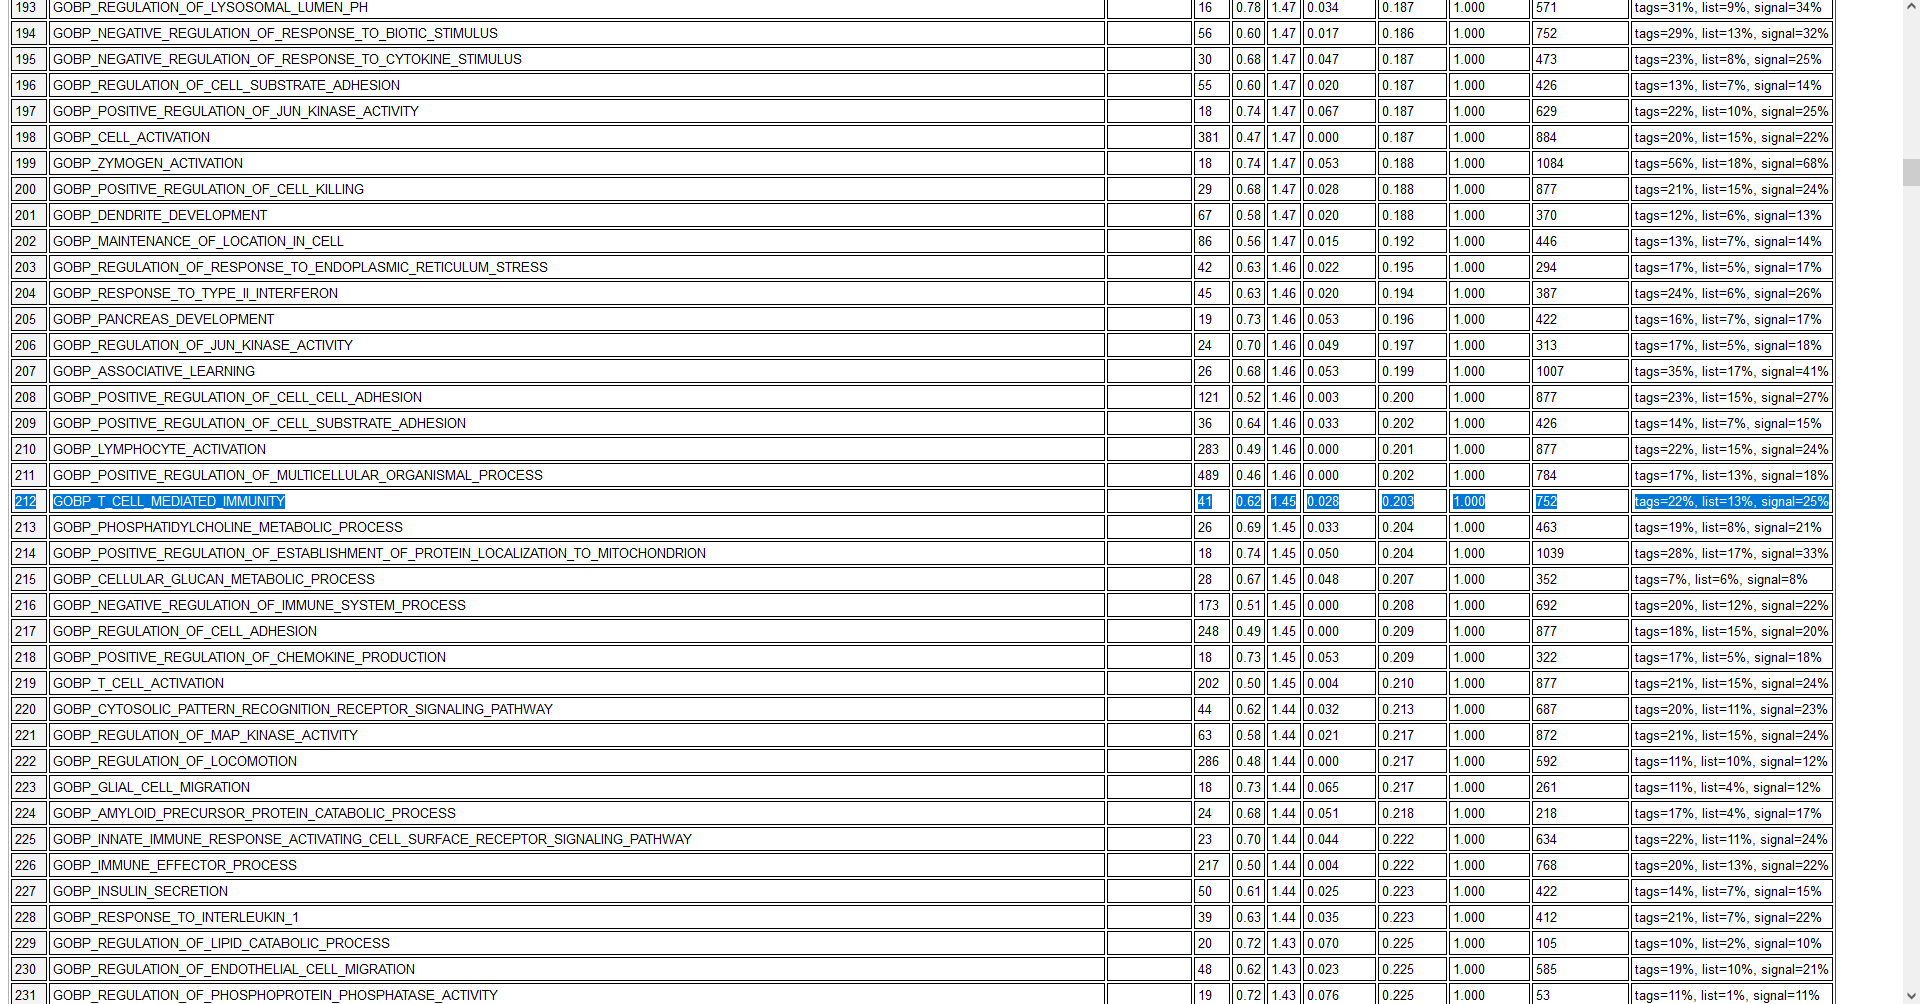 193 GOBP_REGULATION_OF_LYSOSOMAL_LUMEN_PH 16 0.78 1.47 0.034 0.187 1.000 571 tags=31%, list=9%, signal=34%
194 GOBP_NEGATIVE_REGULATION_OF_RESPONSE_TO_BIOTIC_STIMULUS 56 0.60 1.47 0.017 0.186 1.000 752 tags=29%, list=13%, signal=32%
195 GOBP_NEGATIVE_REGULATION_OF_RESPONSE_TO_CYTOKINE_STIMULUS 30 0.68 1.47 0.047 0.187 1.000 473 tags=23%, list=8%, signal=25%
196 GOBP_REGULATION_OF_CELL_SUBSTRATE_ADHESION 55 0.60 1.47 0.020 0.187 1.000 426 tags=13%, list=7%, signal=14%
197 GOBP_POSITIVE_REGULATION_OF_JUN_KINASE_ACTIVITY 18 0.74 1.47 0.067 0.187 1.000 629 tags=22%, list=10%, signal=25%
198 GOBP_CELL_ACTIVATION 381 0.47 1.47 0.000 0.187 1.000 884 tags=20%, list=15%, signal=22%
199 GOBP_ZYMOGEN_ACTIVATION 18 0.74 1.47 0.053 0.188 1.000 1084 tags=56%, list=18%, signal=68%
200 GOBP_POSITIVE_REGULATION_OF_CELL_KILLING 29 0.68 1.47 0.028 0.188 1.000 877 tags=21%, list=15%, signal=24%
201 GOBP_DENDRITE_DEVELOPMENT 67 0.58 1.47 0.020 0.188 1.000 370 tags=12%, list=6%, signal=13%
202 GOBP_MAINTENANCE_OF_LOCATION_IN_CELL 86 0.56 1.47 0.015 0.192 1.000 446 tags=13%, list=7%, signal=14%
203 GOBP_REGULATION_OF_RESPONSE_TO_ENDOPLASMIC_RETICULUM_STRESS 42 0.63 1.46 0.022 0.195 1.000 294 tags=17%, list=5%, signal=17%
204 GOBP_RESPONSE_TO_TYPE_II_INTERFERON 45 0.63 1.46 0.020 0.194 1.000 387 tags=24%, list=6%, signal=26%
205 GOBP_PANCREAS_DEVELOPMENT 19 0.73 1.46 0.053 0.196 1.000 422 tags=16%, list=7%, signal=17%
206 GOBP_REGULATION_OF_JUN_KINASE_ACTIVITY 24 0.70 1.46 0.049 0.197 1.000 313 tags=17%, list=5%, signal=18%
207 GOBP_ASSOCIATIVE_LEARNING 26 0.68 1.46 0.053 0.199 1.000 1007 tags=35%, list=17%, signal=41%
208 GOBP_POSITIVE_REGULATION_OF_CELL_CELL_ADHESION 121 0.52 1.46 0.003 0.200 1.000 877 tags=23%, list=15%, signal=27%
209 GOBP_POSITIVE_REGULATION_OF_CELL_SUBSTRATE_ADHESION 36 0.64 1.46 0.033 0.202 1.000 426 tags=14%, list=7%, signal=15%
210 GOBP_LYMPHOCYTE_ACTIVATION 283 0.49 1.46 0.000 0.201 1.000 877 tags=22%, list=15%, signal=24%
211 GOBP_POSITIVE_REGULATION_OF_MULTICELLULAR_ORGANISMAL_PROCESS 489 0.46 1.46 0.000 0.202 1.000 784 tags=17%, list=13%, signal=18%
212 GOBP_T_CELL_MEDIATED_IMMUNITY 41 0.62 1.45 0.028 0.203 1.000 752 tags=22%, list=13%, signal=25%
213 GOBP_PHOSPHATIDYLCHOLINE_METABOLIC_PROCESS 26 0.69 1.45 0.033 0.204 1.000 463 tags=19%, list=8%, signal=21%
214 GOBP_POSITIVE_REGULATION_OF_ESTABLISHMENT_OF_PROTEIN_LOCALIZATION_TO_MITOCHONDRION 18 0.74 1.45 0.050 0.204 1.000 1039 tags=28%, list=17%, signal=33%
215 GOBP_CELLULAR_GLUCAN_METABOLIC_PROCESS 28 0.67 1.45 0.048 0.207 1.000 352 tags=7%, list=6%, signal=8%
216 GOBP_NEGATIVE_REGULATION_OF_IMMUNE_SYSTEM_PROCESS 173 0.51 1.45 0.000 0.208 1.000 692 tags=20%, list=12%, signal=22%
217 GOBP_REGULATION_OF_CELL_ADHESION 248 0.49 1.45 0.000 0.209 1.000 877 tags=18%, list=15%, signal=20%
218 GOBP_POSITIVE_REGULATION_OF_CHEMOKINE_PRODUCTION 18 0.73 1.45 0.053 0.209 1.000 322 tags=17%, list=5%, signal=18%
219 GOBP_T_CELL_ACTIVATION 202 0.50 1.45 0.004 0.210 1.000 877 tags=21%, list=15%, signal=24%
220 GOBP_CYTOSOLIC_PATTERN_RECOGNITION_RECEPTOR_SIGNALING_PATHWAY 44 0.62 1.44 0.032 0.213 1.000 687 tags=20%, list=11%, signal=23%
221 GOBP_REGULATION_OF_MAP_KINASE_ACTIVITY 63 0.58 1.44 0.021 0.217 1.000 872 tags=21%, list=15%, signal=24%
222 GOBP_REGULATION_OF_LOCOMOTION 286 0.48 1.44 0.000 0.217 1.000 592 tags=11%, list=10%, signal=12%
223 GOBP_GLIAL_CELL_MIGRATION 18 0.73 1.44 0.065 0.217 1.000 261 tags=11%, list=4%, signal=12%
224 GOBP_AMYLOID_PRECURSOR_PROTEIN_CATABOLIC_PROCESS 24 0.68 1.44 0.051 0.218 1.000 218 tags=17%, list=4%, signal=17%
225 GOBP_INNATE_IMMUNE_RESPONSE_ACTIVATING_CELL_SURFACE_RECEPTOR_SIGNALING_PATHWAY 23 0.70 1.44 0.044 0.222 1.000 634 tags=22%, list=11%, signal=24%
226 GOBP_IMMUNE_EFFECTOR_PROCESS 217 0.50 1.44 0.004 0.222 1.000 768 tags=20%, list=13%, signal=22%
227 GOBP_INSULIN_SECRETION 50 0.61 1.44 0.025 0.223 1.000 422 tags=14%, list=7%, signal=15%
228 GOBP_RESPONSE_TO_INTERLEUKIN_1 39 0.63 1.44 0.035 0.223 1.000 412 tags=21%, list=7%, signal=22%
229 GOBP_REGULATION_OF_LIPID_CATABOLIC_PROCESS 20 0.72 1.43 0.070 0.225 1.000 105 tags=10%, list=2%, signal=10%
230 GOBP_REGULATION_OF_ENDOTHELIAL_CELL_MIGRATION 48 0.62 1.43 0.023 0.225 1.000 585 tags=19%, list=10%, signal=21%
231 GOBP_REGULATION_OF_PHOSPHOPROTEIN_PHOSPHATASE_ACTIVITY 19 0.72 1.43 0.076 0.225 1.000 53 tags=11%, list=1%, signal=11%